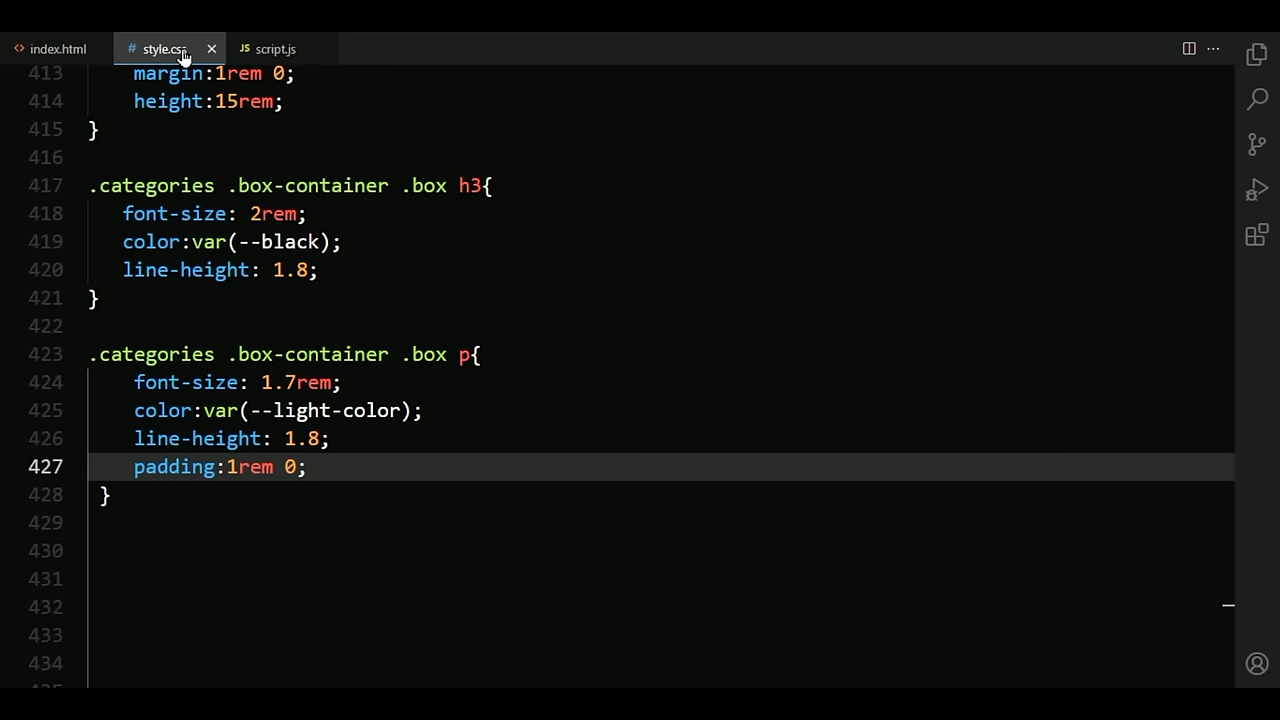 index.html
style.css
script.js
413 margin:1rem 0;
414 height:15rem;
415 }
416
417 .categories .box-container .box h3{
418 font-size: 2rem;
419 color:var(--black);
420 line-height: 1.8;
421 }
422
423 .categories .box-container .box p{
424 font-size: 1.7rem;
425 color:var(--light-color);
426 line-height: 1.8;
427 padding:1rem 0;
428 }
429
430
431
432
433
434